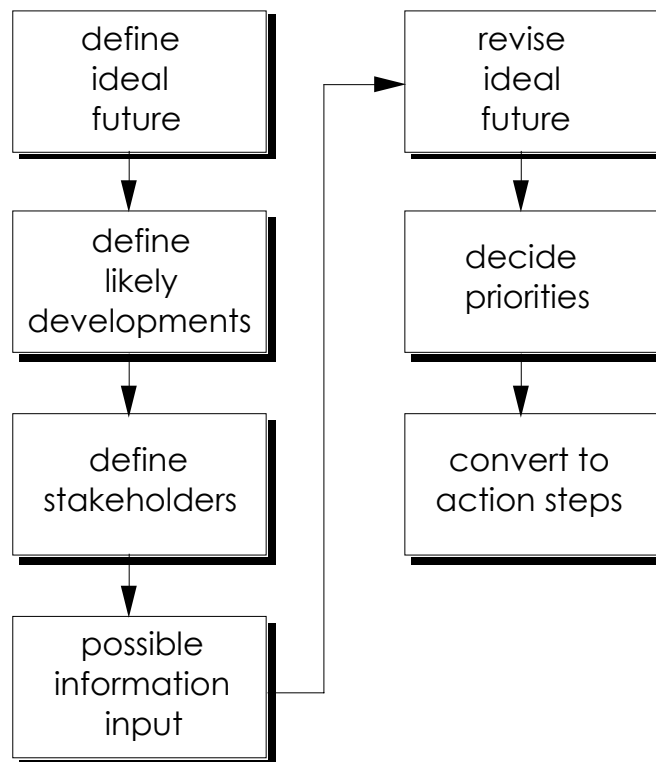 define
ideal
future
define
likely
developments
define
stakeholders
possible
information
input
revise
ideal
future
decide
priorities
convert to
action steps